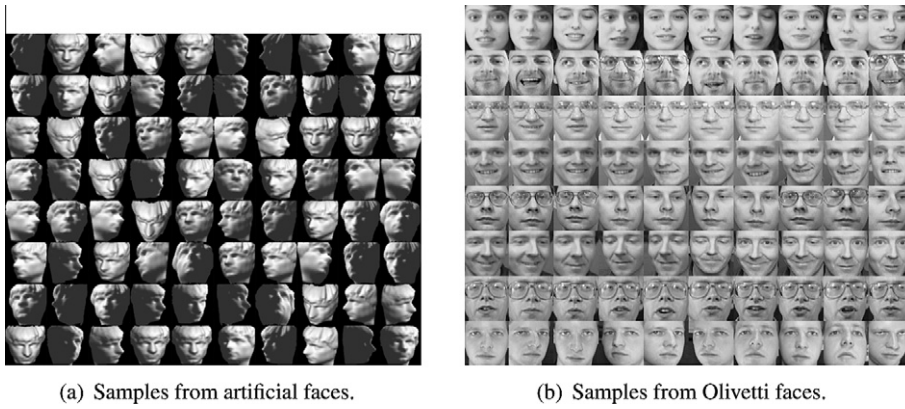 (a) Samples from artificial faces.
(b) Samples from Olivetti faces.